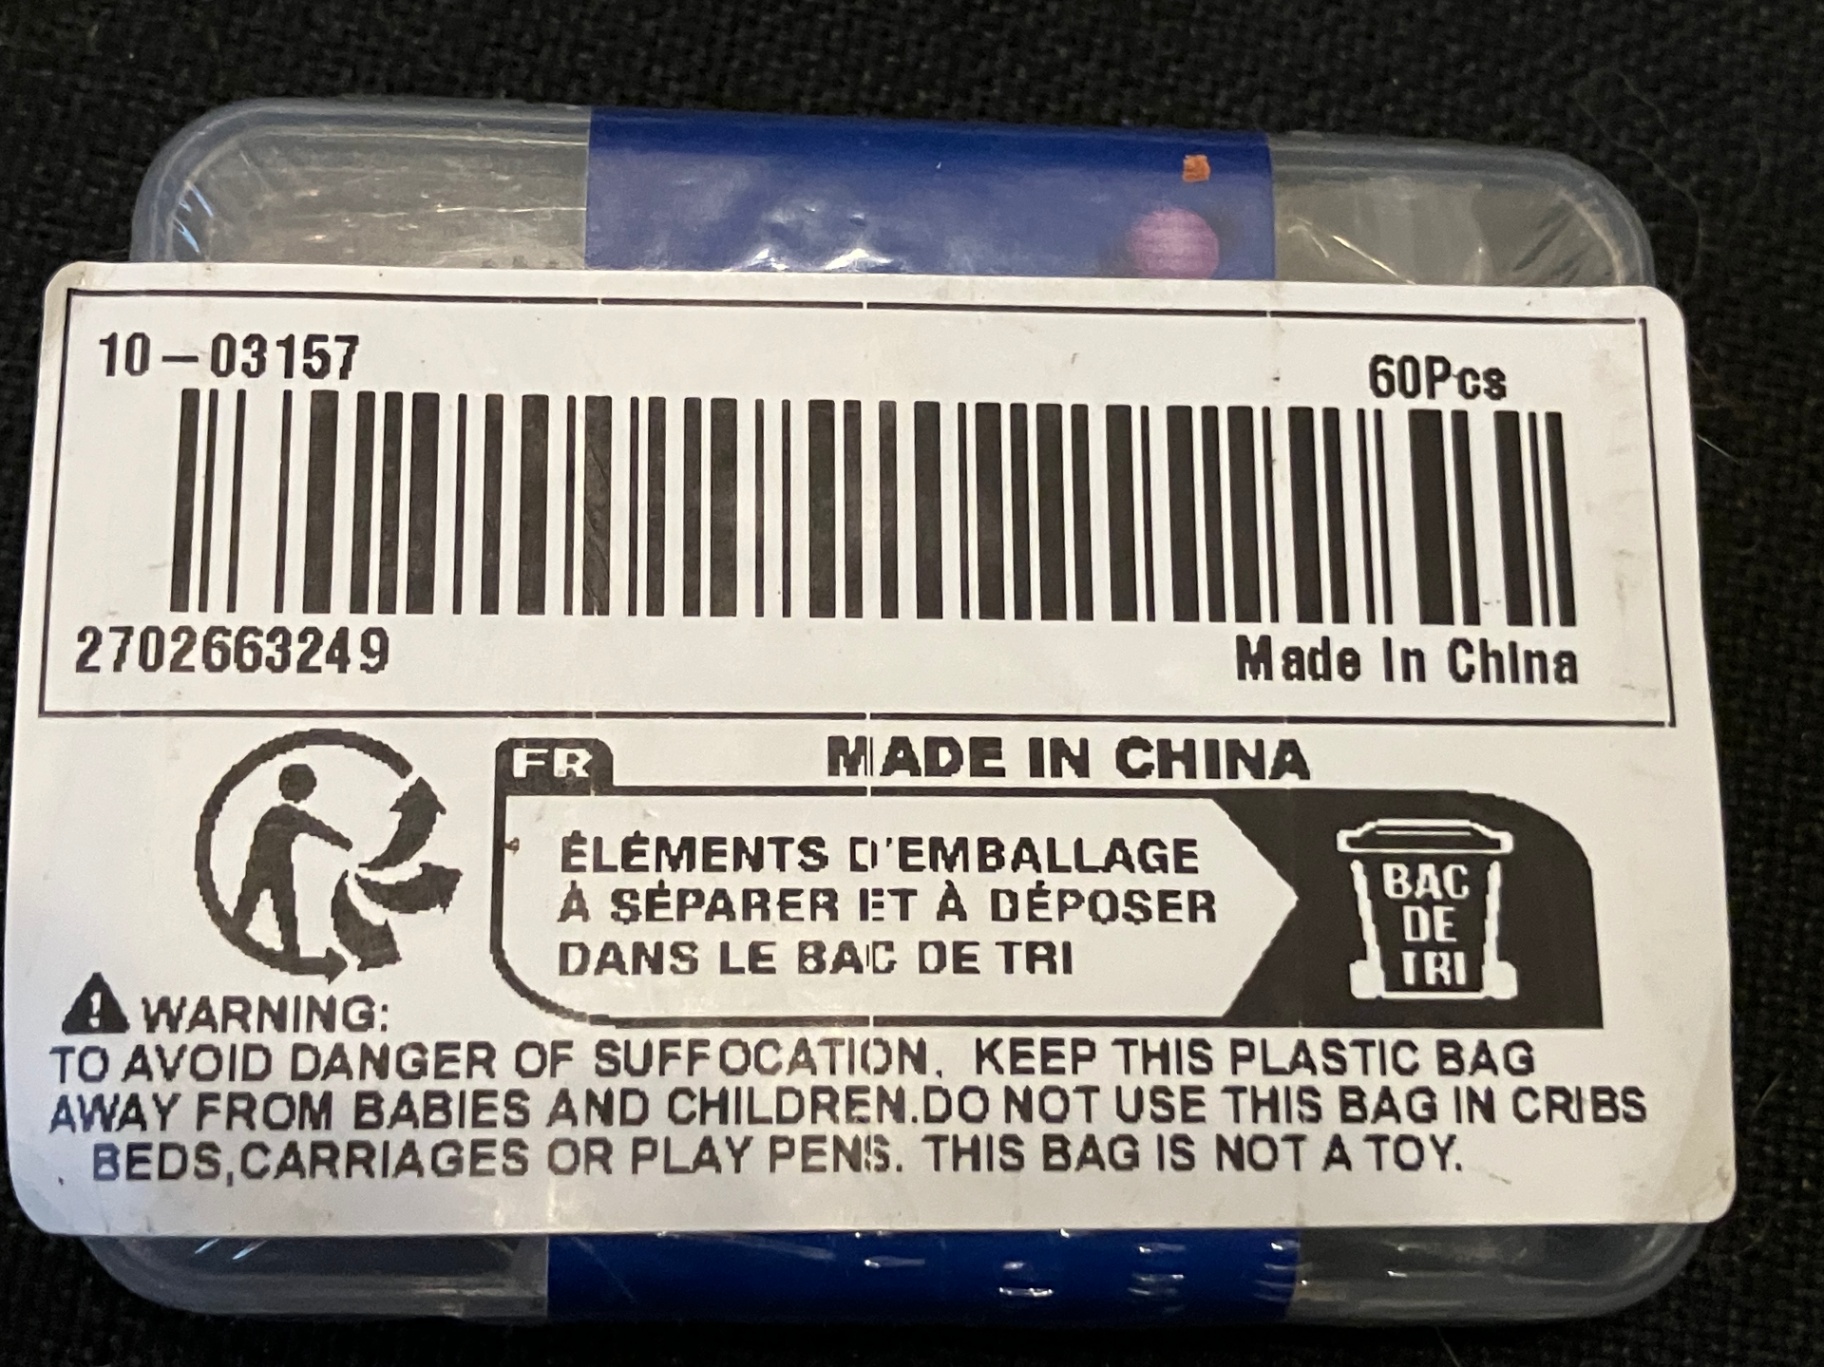 10-03157
60Pcs
2702663249
Made In China
FR
MADE IN CHINA
ÉLÉMENTS D'EMBALLAGE
À SÉPARER ET À DÉPOSER
DANS LE BAC DE TRI
BAC
DE
TRI
! WARNING:
TO AVOID DANGER OF SUFFOCATION, KEEP THIS PLASTIC BAG
AWAY FROM BABIES AND CHILDREN.DO NOT USE THIS BAG IN CRIBS
BEDS,CARRIAGES OR PLAY PENS. THIS BAG IS NOT A TOY.